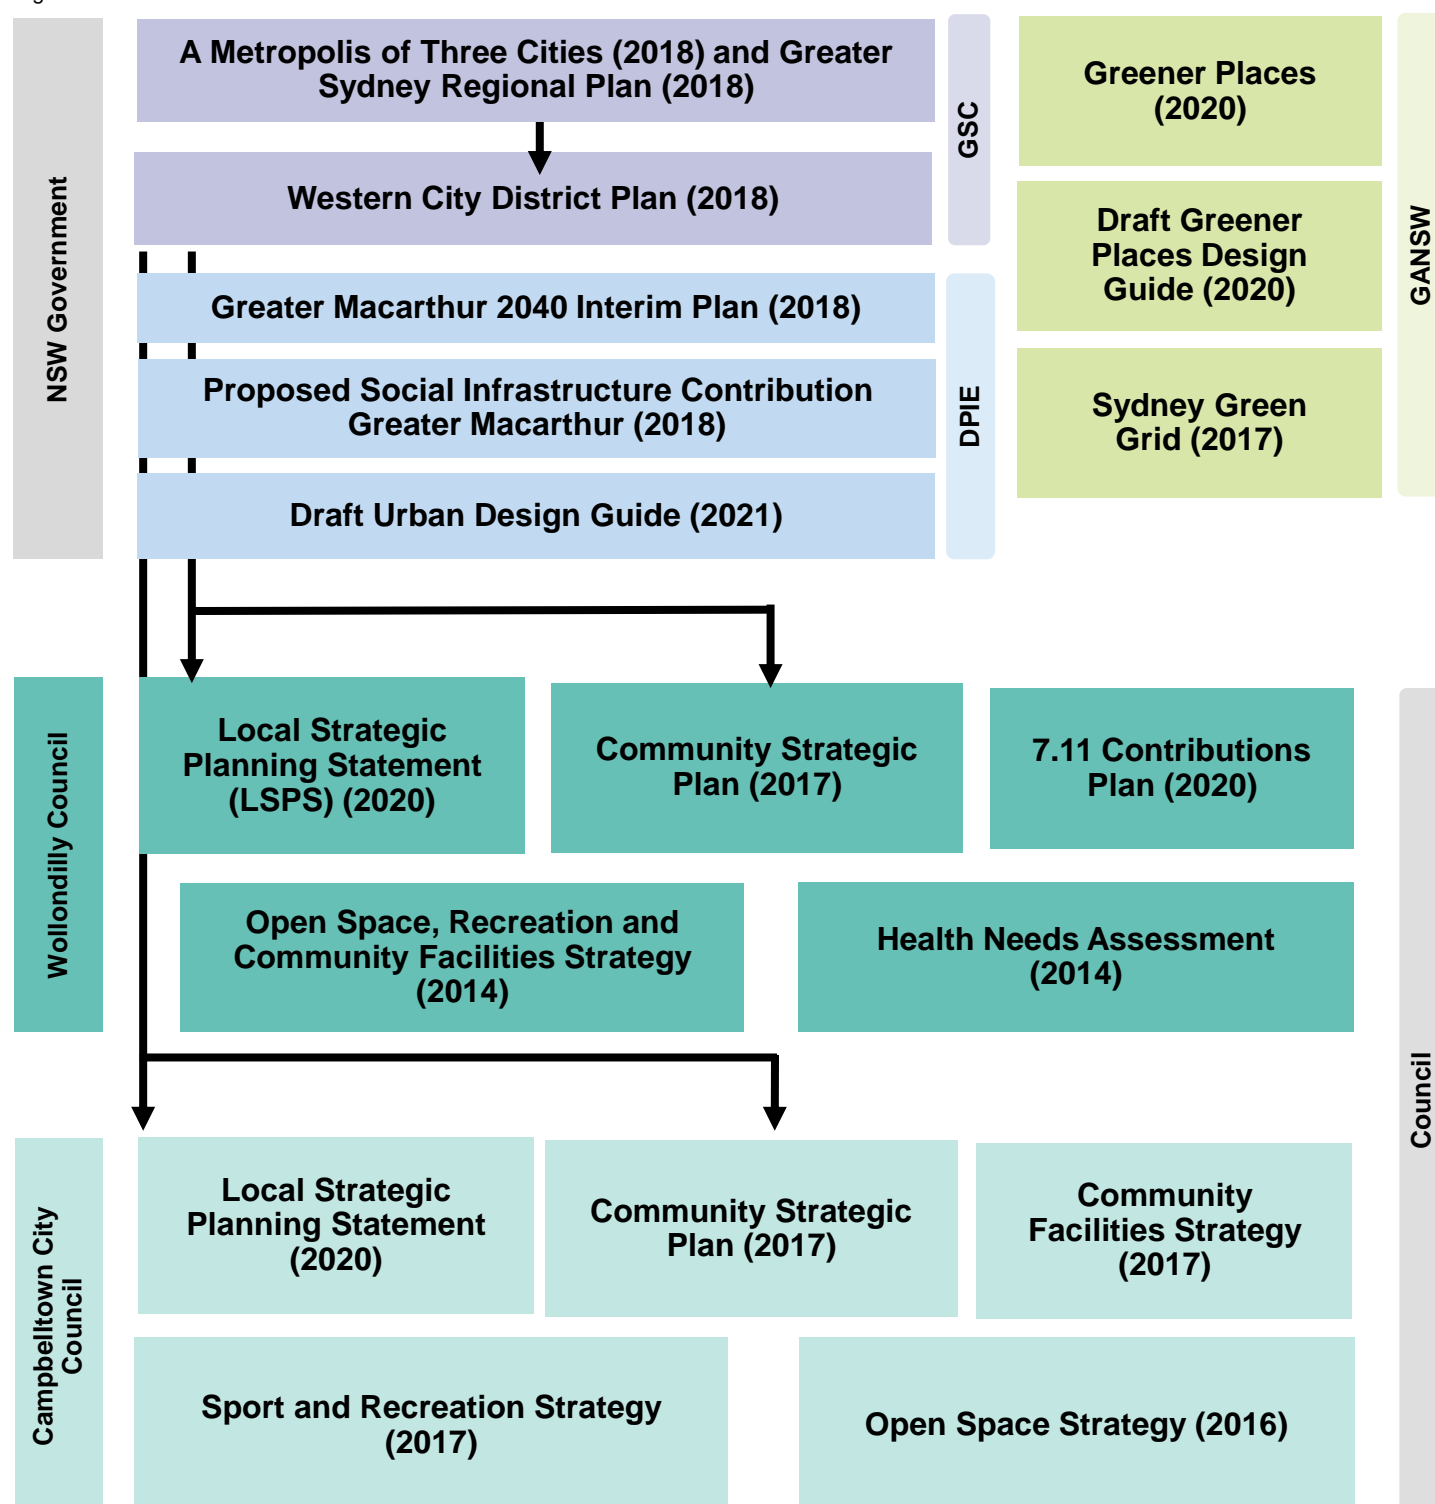 A Metropolis of Three Cities (2018) and Greater
Sydney Regional Plan (2018)
Western City District Plan (2018)
GSC
Greener Places
(2020)
Draft Greener
Places Design
Guide (2020)
Sydney Green
Grid (2017)
GANSW
NSW Government
Greater Macarthur 2040 Interim Plan (2018)
Proposed Social Infrastructure Contribution
Greater Macarthur (2018)
Draft Urban Design Guide (2021)
DPIE
Wollondilly Council
Local Strategic
Planning Statement
(LSPS) (2020)
Community Strategic
Plan (2017)
7.11 Contributions
Plan (2020)
Open Space, Recreation and
Community Facilities Strategy
(2014)
Health Needs Assessment
(2014)
Council
Campbelltown City
Council
Local Strategic
Planning Statement
(2020)
Community Strategic
Plan (2017)
Community
Facilities Strategy
(2017)
Sport and Recreation Strategy
(2017)
Open Space Strategy (2016)